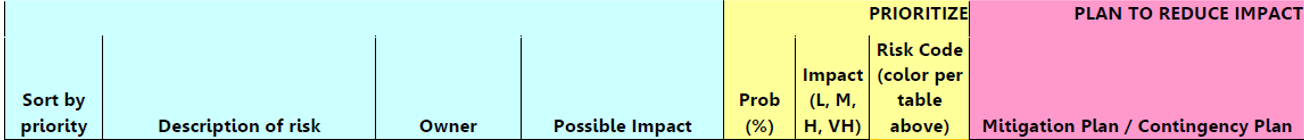 PRIORITIZE
PLAN TO REDUCE IMPACT
Sort by
priority
Description of risk
Owner
Possible Impact
Prob
(%)
Impact
(L, M,
H, VH)
Risk Code
(color per
table
above)
Mitigation Plan / Contingency Plan